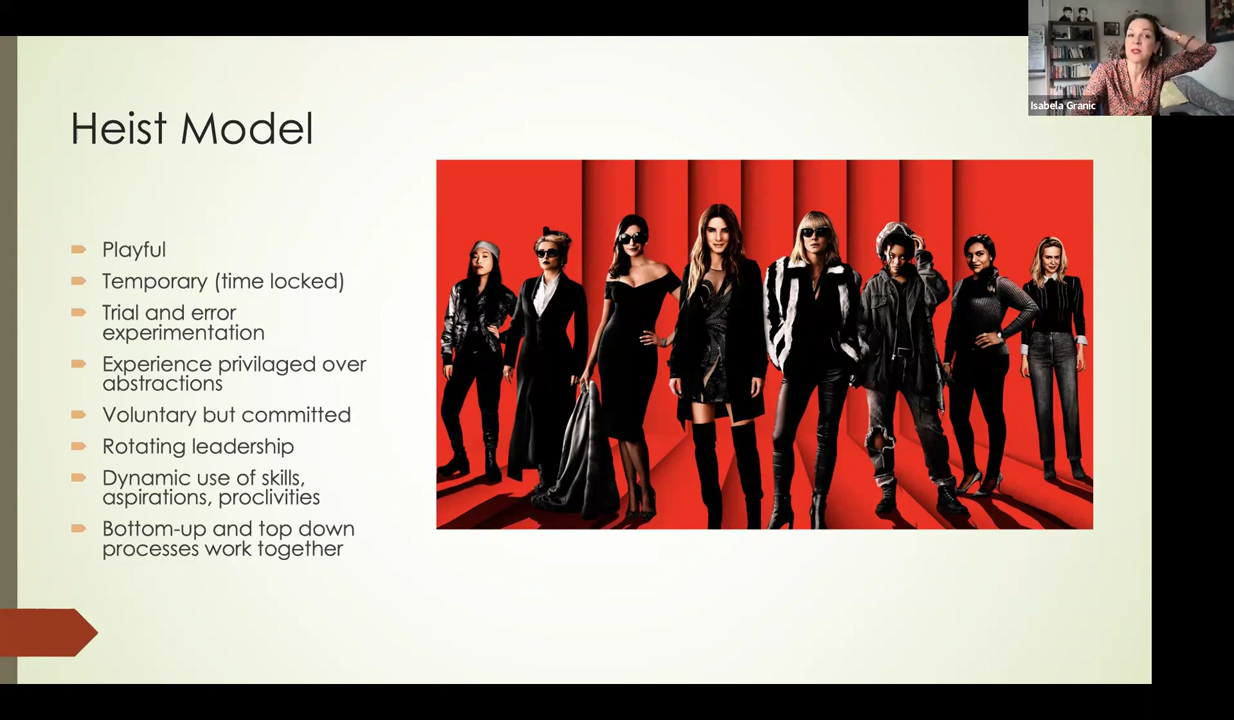 Isabela Granic
Heist Model
Playful
Temporary (time locked)
Trial and error
experimentation
Experience privilaged over
abstractions
Voluntary but committed
Rotating leadership
Dynamic use of skills,
aspirations, proclivities
Bottom-up and top down
processes work together